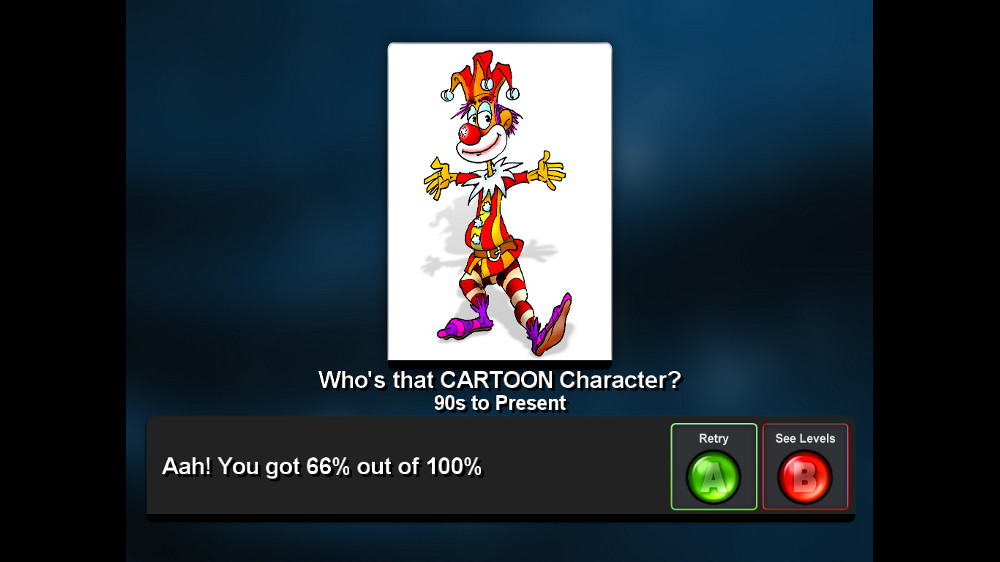 Who's that CARTOON Character?
90s to Present
Aah! You got 66% out of 100%
Retry
A
See Levels
B